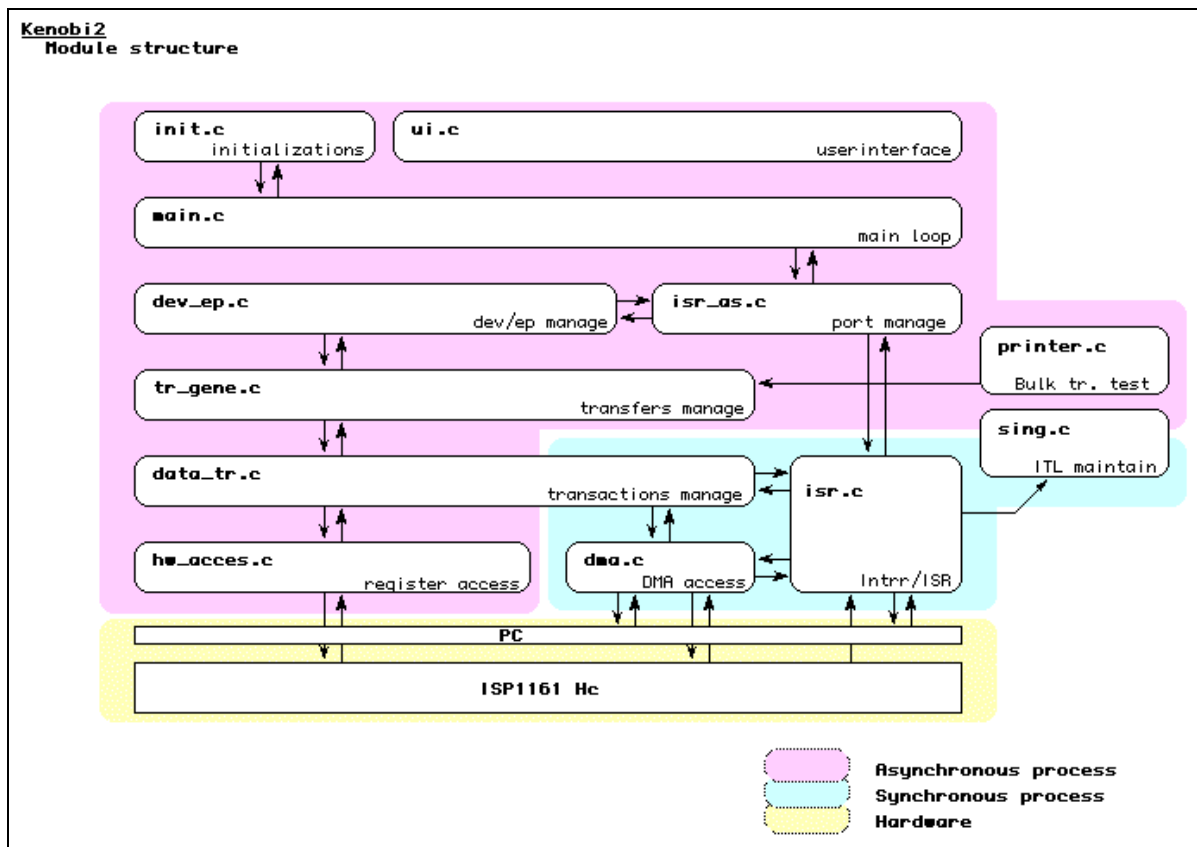 Kenobi2
Module structure
init.c
initializations
ui.c
userinterface
main.c
main loop
dev_ep.c
dev/ep manage
isr_as.c
port manage
printer.c
Bulk tr. test
tr_gene.c
transfers manage
sing.c
ITL maintain
data_tr.c
transactions manage
isr.c
Intrr/ISR
hw_acces.c
register access
dma.c
DMA access
PC
ISP1161 Hc
Asynchronous process
Synchronous process
Hardware